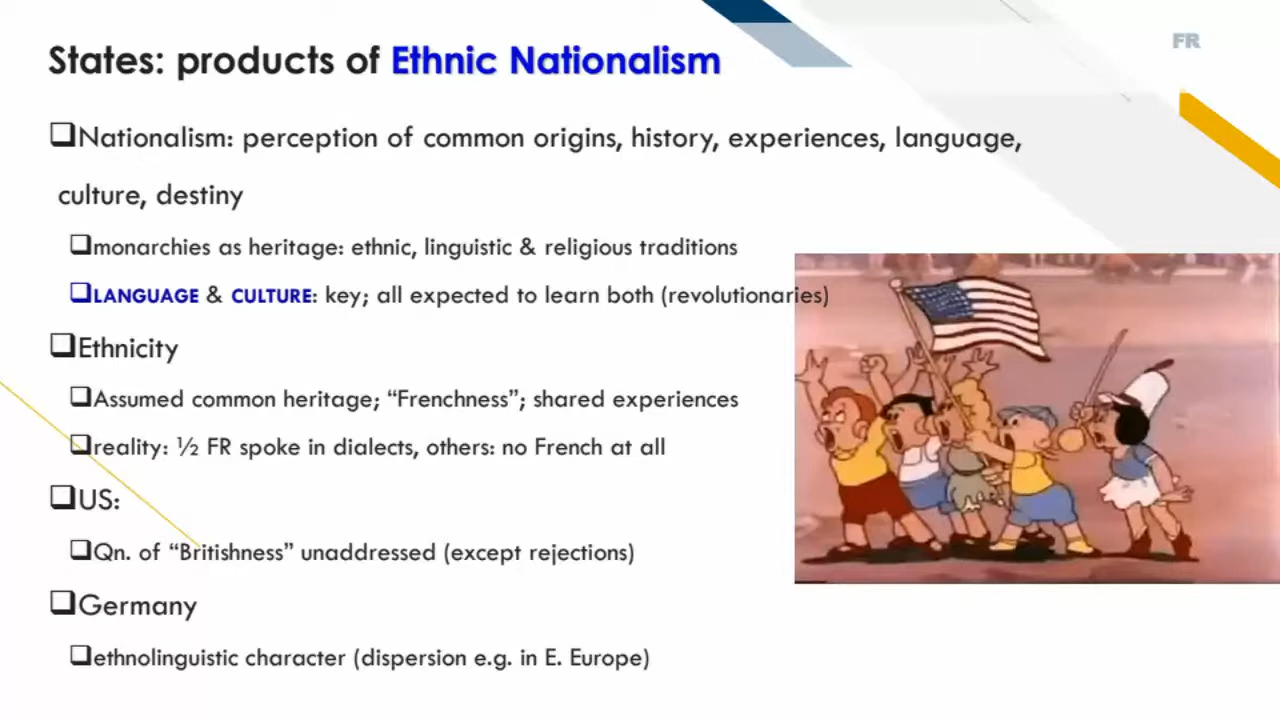 FR
States: products of Ethnic Nationalism
❑Nationalism: perception of common origins, history, experiences, language,
culture, destiny
❑monarchies as heritage: ethnic, linguistic & religious traditions
❑LANGUAGE & CULTURE: key; all expected to learn both (revolutionaries)
❑Ethnicity
❑Assumed common heritage; “Frenchness”; shared experiences
❑reality: ½ FR spoke in dialects, others: no French at all
❑US:
❑Qn. of “Britishness” unaddressed (except rejections)
❑Germany
❑ethnolinguistic character (dispersion e.g. in E. Europe)